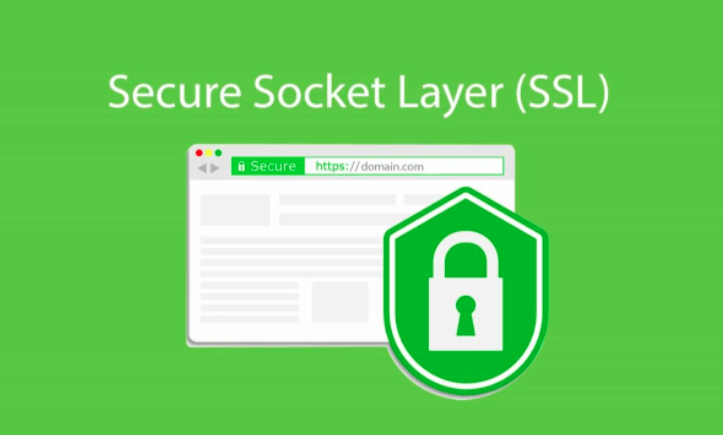 Secure Socket Layer (SSL)
Secure https://domain.com